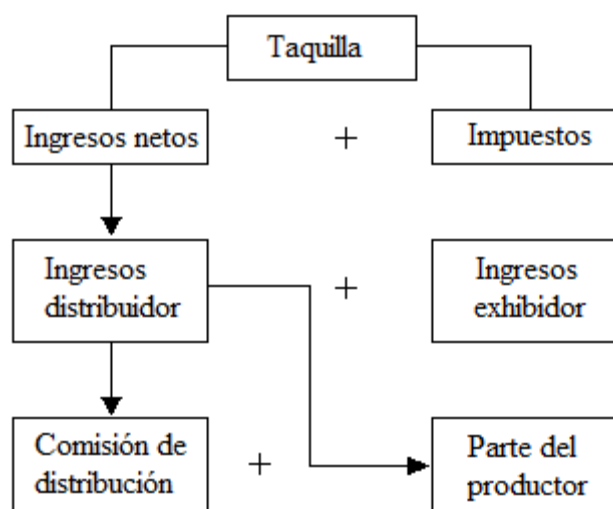 Taquilla
Ingresos netos
+
Impuestos
Ingresos
distribuidor
+
Ingresos
exhibidor
Comisión de
distribución
+
Parte del
productor